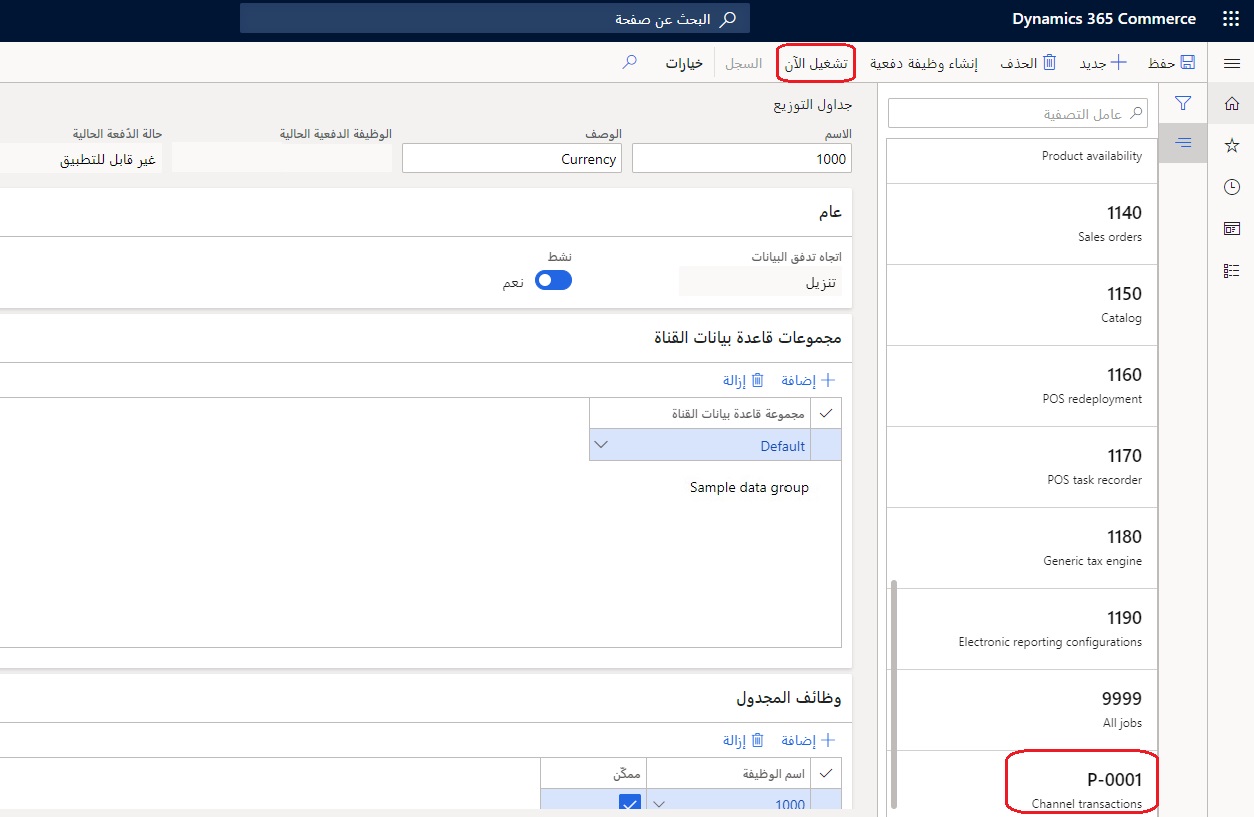 Dynamics 365 Commerce
البحث عن صفحة
حفظ
جديد
الحذف
إنشاء وظيفة دفعية
تشغيل الآن
السجل
خيارات
عامل التصفية
Product availability
1140
Sales orders
1150
Catalog
1160
POS redeployment
1170
POS task recorder
1180
Generic tax engine
1190
Electronic reporting configurations
9999
All jobs
P-0001
Channel transactions
جداول التوزيع
الاسم
1000
الوصف
Currency
الوظيفة الدفعية الحالية
حالة الدُفعة الحالية
غير قابل للتطبيق
عام
اتجاه تدفق البيانات
تنزيل
نشط
نعم
مجموعات قاعدة بيانات القناة
إضافة
إزالة
مجموعة قاعدة بيانات القناة
Default
Sample data group
وظائف المجدول
إضافة
إزالة
اسم الوظيفة
ممكّن
1000